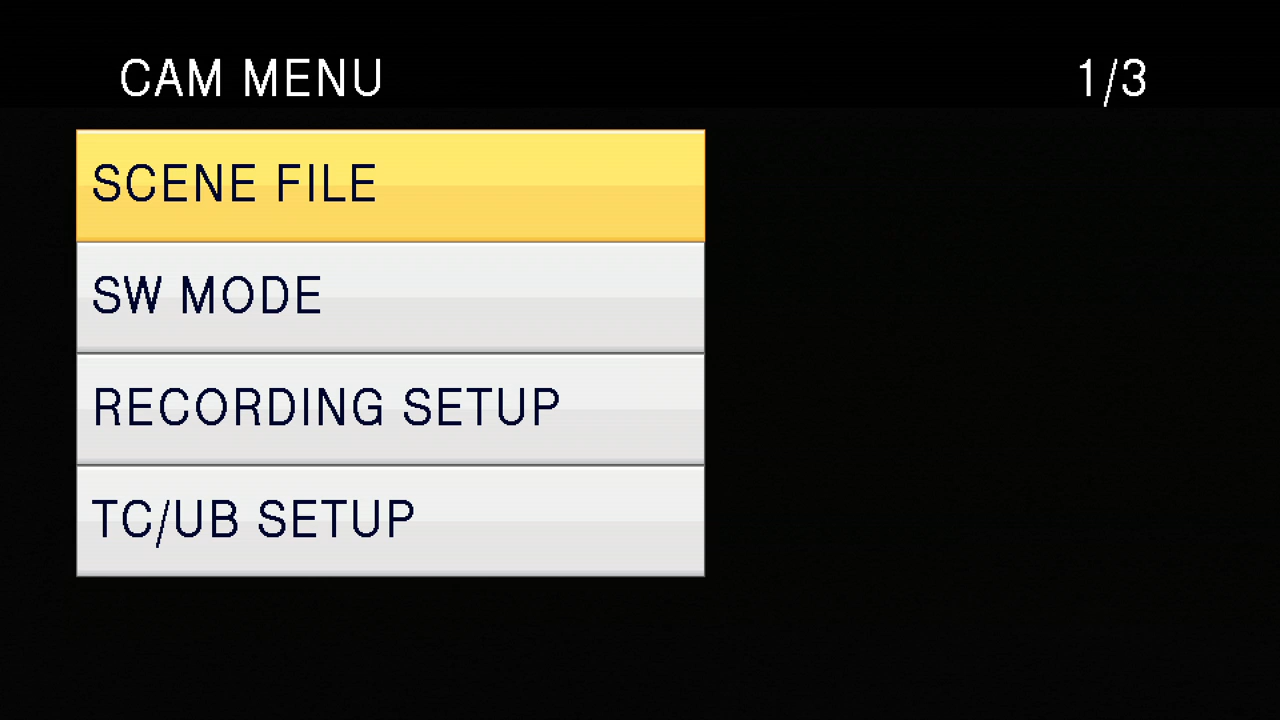 CAM MENU 1/3
SCENE FILE
SW MODE
RECORDING SETUP
TC/UB SETUP